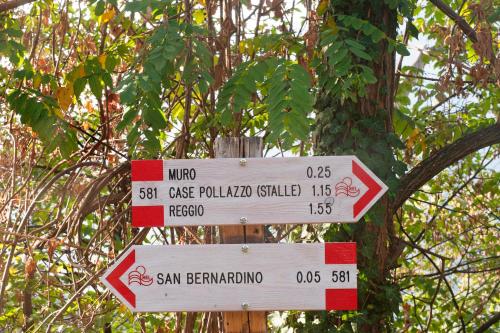 MURO 0.25
581 CASE POLLAZZO (STALLE) 1.15
REGGIO 1.55
SAN BERNARDINO 0.05 581